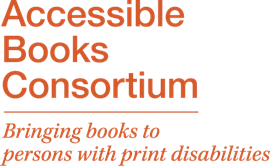 Accessible
Books
Consortium
Bringing books to
persons with print disabilities